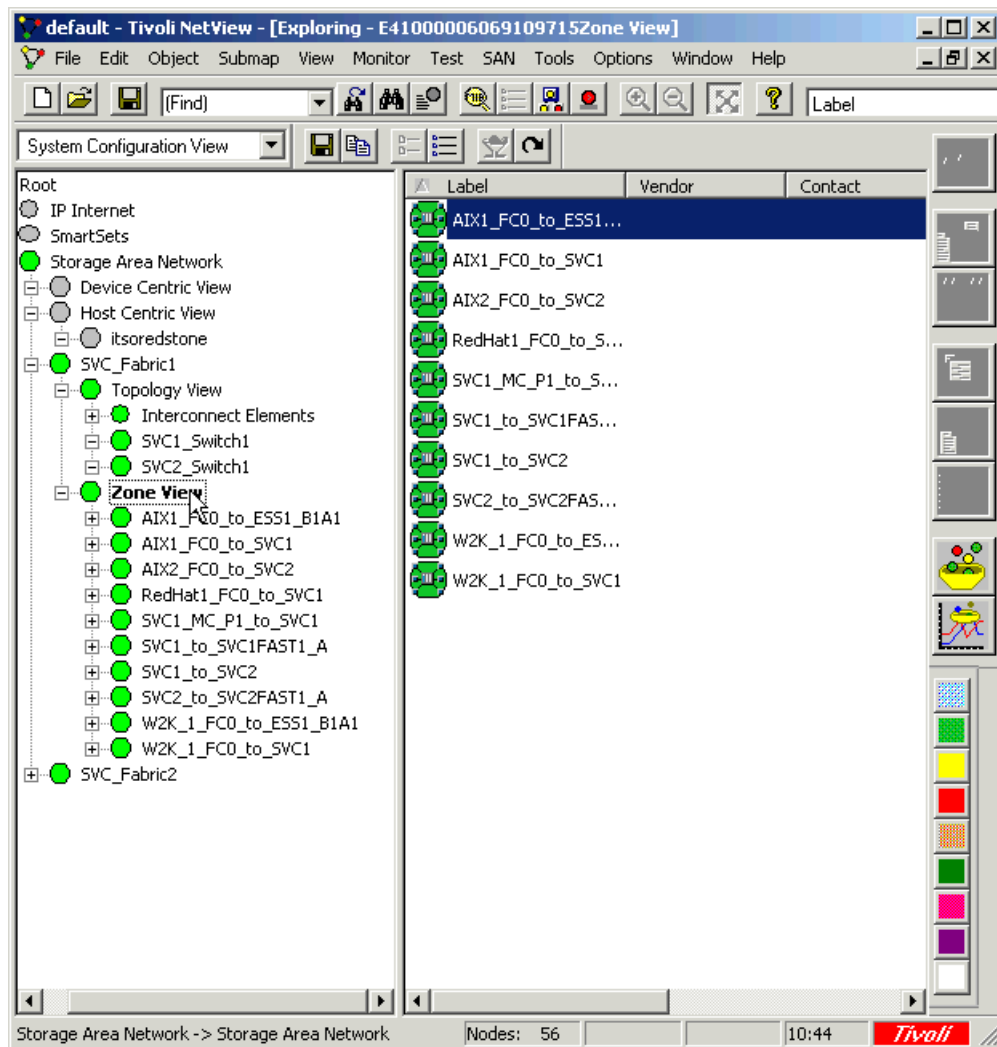 default - Tivoli NetView - [Exploring - E41000006069109715Zone View]
File Edit Object Submap View Monitor Test SAN Tools Options Window Help
(Find)
Label
System Configuration View
Root
IP Internet
SmartSets
Storage Area Network
Device Centric View
Host Centric View
itsoredstone
SVC_Fabric1
Topology View
Interconnect Elements
SVC1_Switch1
SVC2_Switch1
Zone View
AIX1_FC0_to_ESS1_B1A1
AIX1_FC0_to_SVC1
AIX2_FC0_to_SVC2
RedHat1_FC0_to_SVC1
SVC1_MC_P1_to_SVC1
SVC1_to_SVC1FAST1_A
SVC1_to_SVC2
SVC2_to_SVC2FAST1_A
W2K_1_FC0_to_ESS1_B1A1
W2K_1_FC0_to_SVC1
SVC_Fabric2
Label Vendor Contact
AIX1_FC0_to_ESS1...
AIX1_FC0_to_SVC1
AIX2_FC0_to_SVC2
RedHat1_FC0_to_S...
SVC1_MC_P1_to_S...
SVC1_to_SVC1FAS...
SVC1_to_SVC2
SVC2_to_SVC2FAS...
W2K_1_FC0_to_ES...
W2K_1_FC0_to_SVC1
Storage Area Network -> Storage Area Network Nodes: 56 10:44 Tivoli